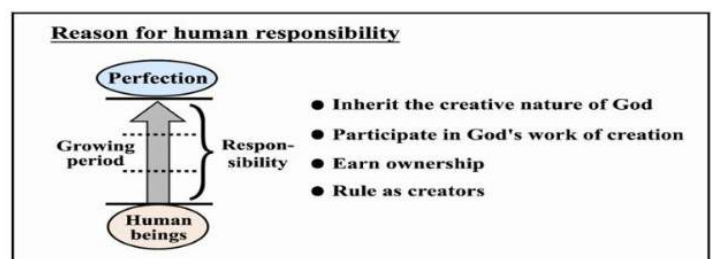 Reason for human responsibility
Perfection
Growing
period
Respon-
sibility
Human
beings
● Inherit the creative nature of God
● Participate in God's work of creation
● Earn ownership
● Rule as creators